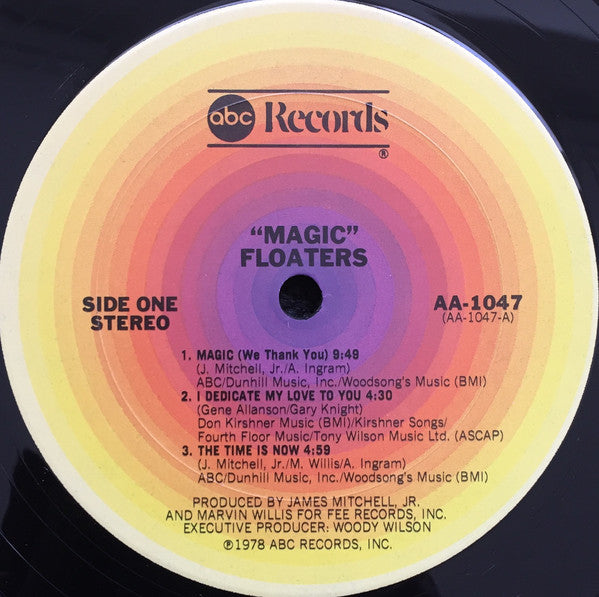 abc Records
®
"MAGIC"
FLOATERS
SIDE ONE
STEREO
AA-1047
(AA-1047-A)
1. MAGIC (We Thank You) 9:49
(J. Mitchell, Jr./A. Ingram)
ABC/Dunhill Music, Inc./Woodsong's Music (BMI)
2. I DEDICATE MY LOVE TO YOU 4:30
(Gene Allanson/Gary Knight)
Don Kirshner Music (BMI)/Kirshner Songs/
Fourth Floor Music/Tony Wilson Music Ltd. (ASCAP)
3. THE TIME IS NOW 4:59
(J. Mitchell, Jr./M. Willis/A. Ingram)
ABC/Dunhill Music, Inc./Woodsong's Music (BMI)
PRODUCED BY JAMES MITCHELL, JR.
AND MARVIN WILLIS FOR FEE RECORDS, INC.
EXECUTIVE PRODUCER: WOODY WILSON
℗1978 ABC RECORDS, INC.